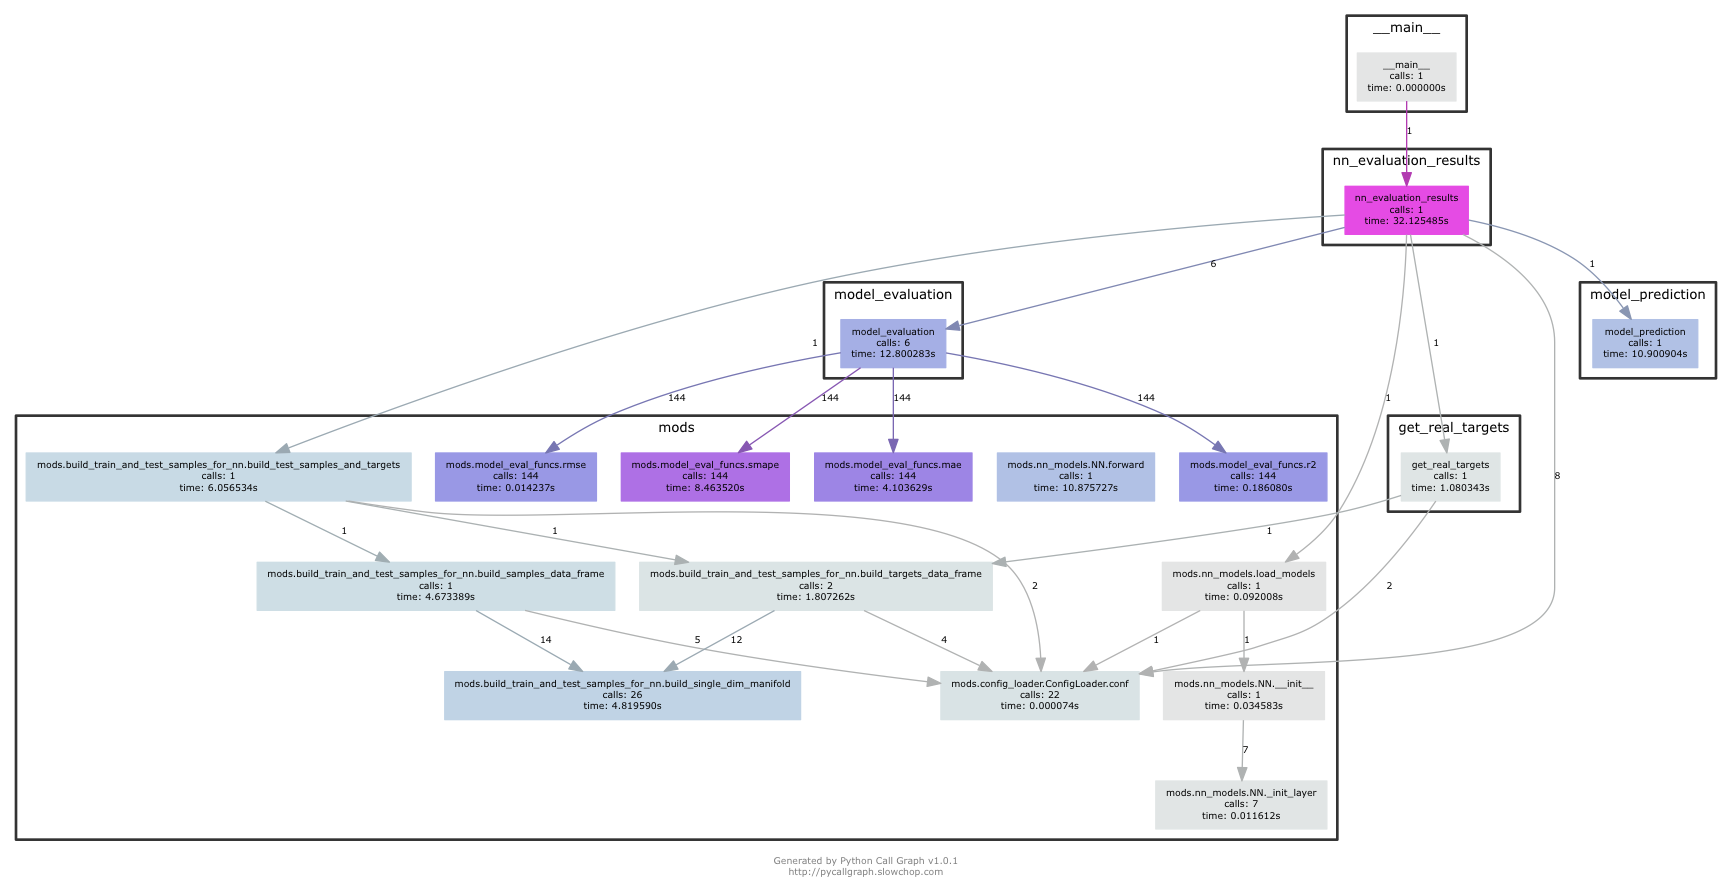 __main__
__main__
calls: 1
time: 0.000000s
1
nn_evaluation_results
nn_evaluation_results
calls: 1
time: 32.125485s
6
1
model_evaluation
model_evaluation
calls: 6
time: 12.800283s
model_prediction
model_prediction
calls: 1
time: 10.900904s
1
1
144
144
144
144
1
mods
get_real_targets
get_real_targets
calls: 1
time: 1.080343s
8
mods.build_train_and_test_samples_for_nn.build_test_samples_and_targets
calls: 1
time: 6.056534s
mods.model_eval_funcs.rmse
calls: 144
time: 0.014237s
mods.model_eval_funcs.smape
calls: 144
time: 8.463520s
mods.model_eval_funcs.mae
calls: 144
time: 4.103629s
mods.nn_models.NN.forward
calls: 1
time: 10.875727s
mods.model_eval_funcs.r2
calls: 144
time: 0.186080s
1
1
1
mods.build_train_and_test_samples_for_nn.build_samples_data_frame
calls: 1
time: 4.673389s
mods.build_train_and_test_samples_for_nn.build_targets_data_frame
calls: 2
time: 1.807262s
2
mods.nn_models.load_models
calls: 1
time: 0.092008s
2
14
5
12
4
1
1
mods.build_train_and_test_samples_for_nn.build_single_dim_manifold
calls: 26
time: 4.819590s
mods.config_loader.ConfigLoader.conf
calls: 22
time: 0.000074s
mods.nn_models.NN.__init__
calls: 1
time: 0.034583s
7
mods.nn_models.NN._init_layer
calls: 7
time: 0.011612s
Generated by Python Call Graph v1.0.1
http://pycallgraph.slowchop.com